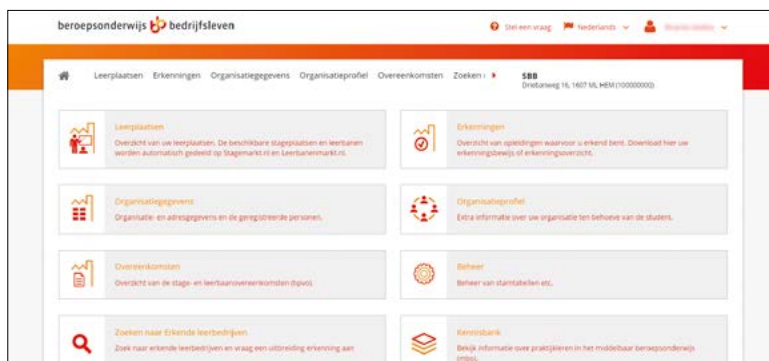 beroepsonderwijs bedrijfsleven
Stel een vraag Nederlands
Leerplaatsen Erkenningen Organisatiegegevens Organisatieprofiel Overeenkomsten Zoeken
SBB
Driebanweg 16, 1607 ML HEM (100000000)
Leerplaatsen
Overzicht van uw leerplaatsen. De beschikbare stageplaatsen en leerbanen
worden automatisch gedeeld op Stagemarkt.nl en Leerbanenmarkt.nl.
Erkenningen
Overzicht van opleidingen waarvoor u erkend bent. Download hier uw
erkenningsbewijs of erkenningsoverzicht.
Organisatiegegevens
Organisatie- en adresgegevens en de geregistreerde personen.
Organisatieprofiel
Extra informatie over uw organisatie ten behoeve van de student.
Overeenkomsten
Overzicht van de stage- en leerbaanovereenkomsten (bpvo).
Beheer
Beheer van stamtabellen etc.
Zoeken naar Erkende leerbedrijven
Zoek naar erkende leerbedrijven en vraag een uitbreiding erkenning aan
Kennisbank
Bekijk informatie over praktijkleren in het middelbaar beroepsonderwijs
(mbo).